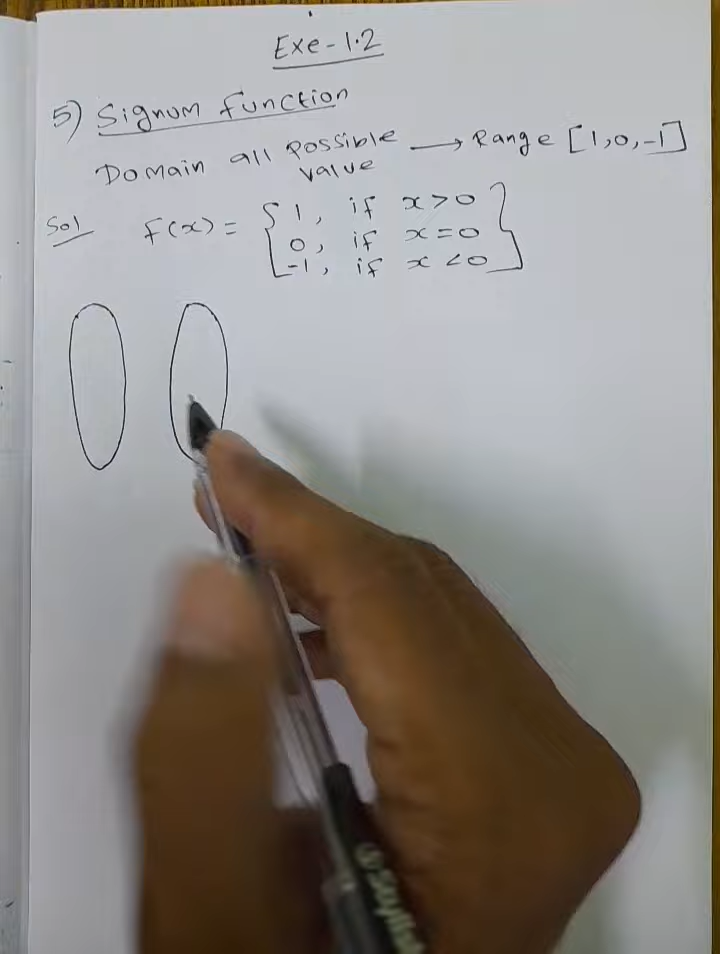 Exe-1.2
5) Signum function
Domain all possible value → Range [1,0,-1]
Sol f(x) = { 1, if x>0
0, if x=0
-1, if x<0 }